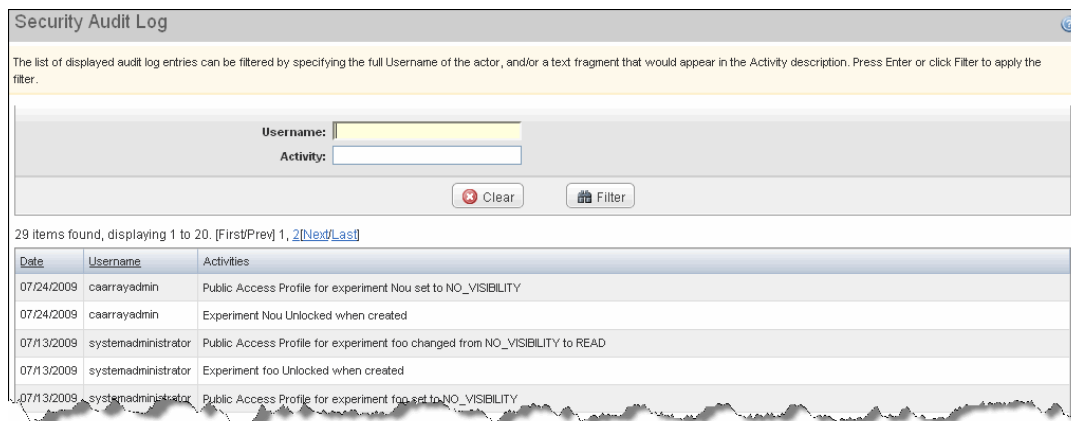 Security Audit Log
The list of displayed audit log entries can be filtered by specifying the full Username of the actor, and/or a text fragment that would appear in the Activity description. Press Enter or click Filter to apply the
filter.
Username:
Activity:
Clear Filter
29 items found, displaying 1 to 20. [First/Prev] 1, 2[Next/Last]
Date Username Activities
07/24/2009 caarrayadmin Public Access Profile for experiment Nou set to NO_VISIBILITY
07/24/2009 caarrayadmin Experiment Nou Unlocked when created
07/13/2009 systemadministrator Public Access Profile for experiment foo changed from NO_VISIBILITY to READ
07/13/2009 systemadministrator Experiment foo Unlocked when created
07/13/2009 systemadministrator Public Access Profile for experiment foo set to NO_VISIBILITY